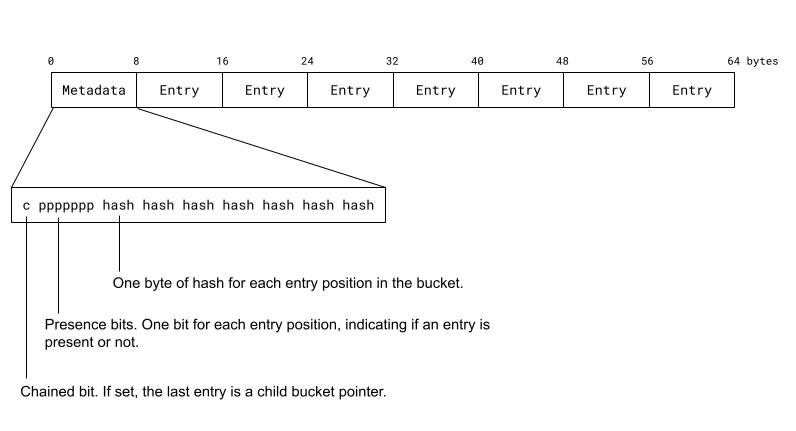 0 8 16 24 32 40 48 56 64 bytes
Metadata Entry Entry Entry Entry Entry Entry Entry
c ppppppp hash hash hash hash hash hash hash
One byte of hash for each entry position in the bucket.
Presence bits. One bit for each entry position, indicating if an entry is
present or not.
Chained bit. If set, the last entry is a child bucket pointer.